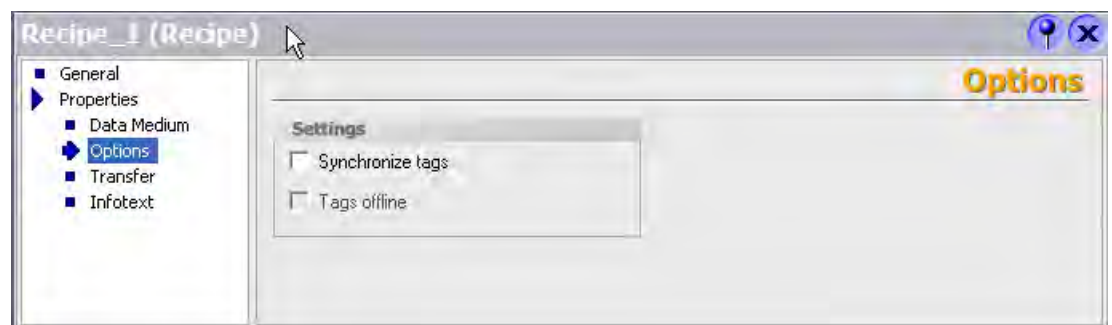 Recipe_1 (Recipe)
General
Properties
Data Medium
Options
Transfer
Infotext
Options
Settings
Synchronize tags
Tags offline